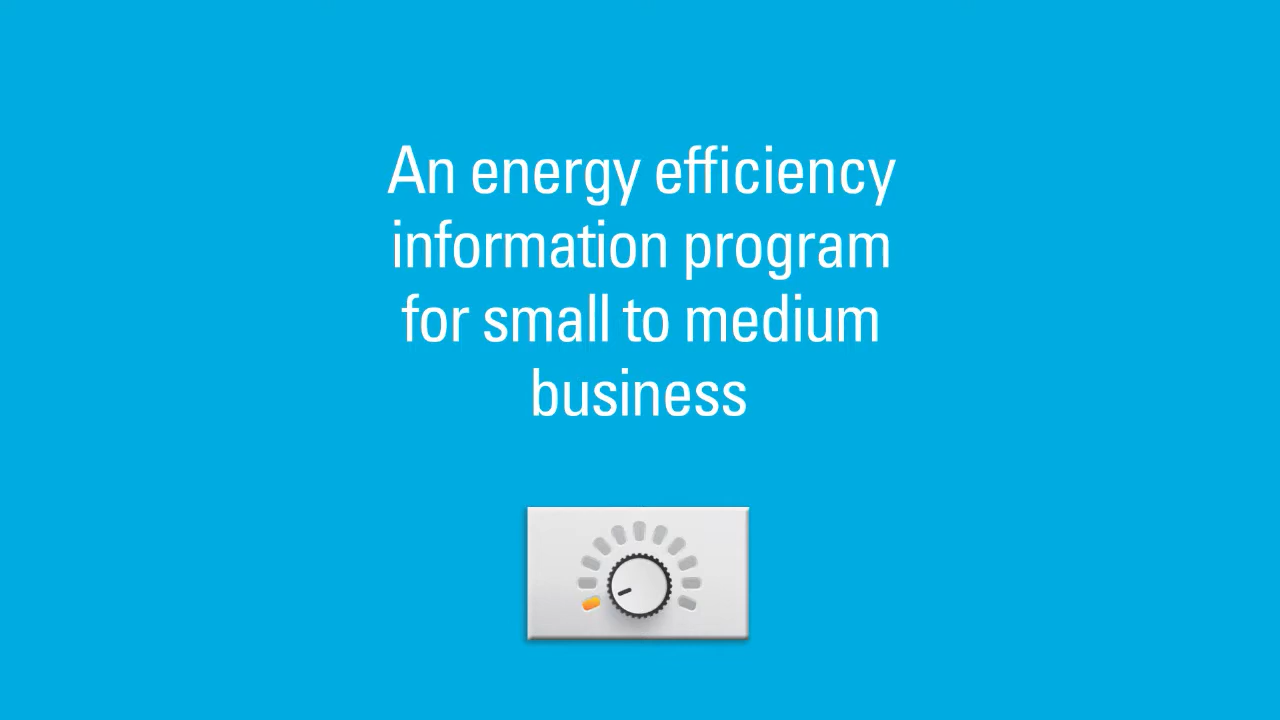 An energy efficiency
information program
for small to medium
business